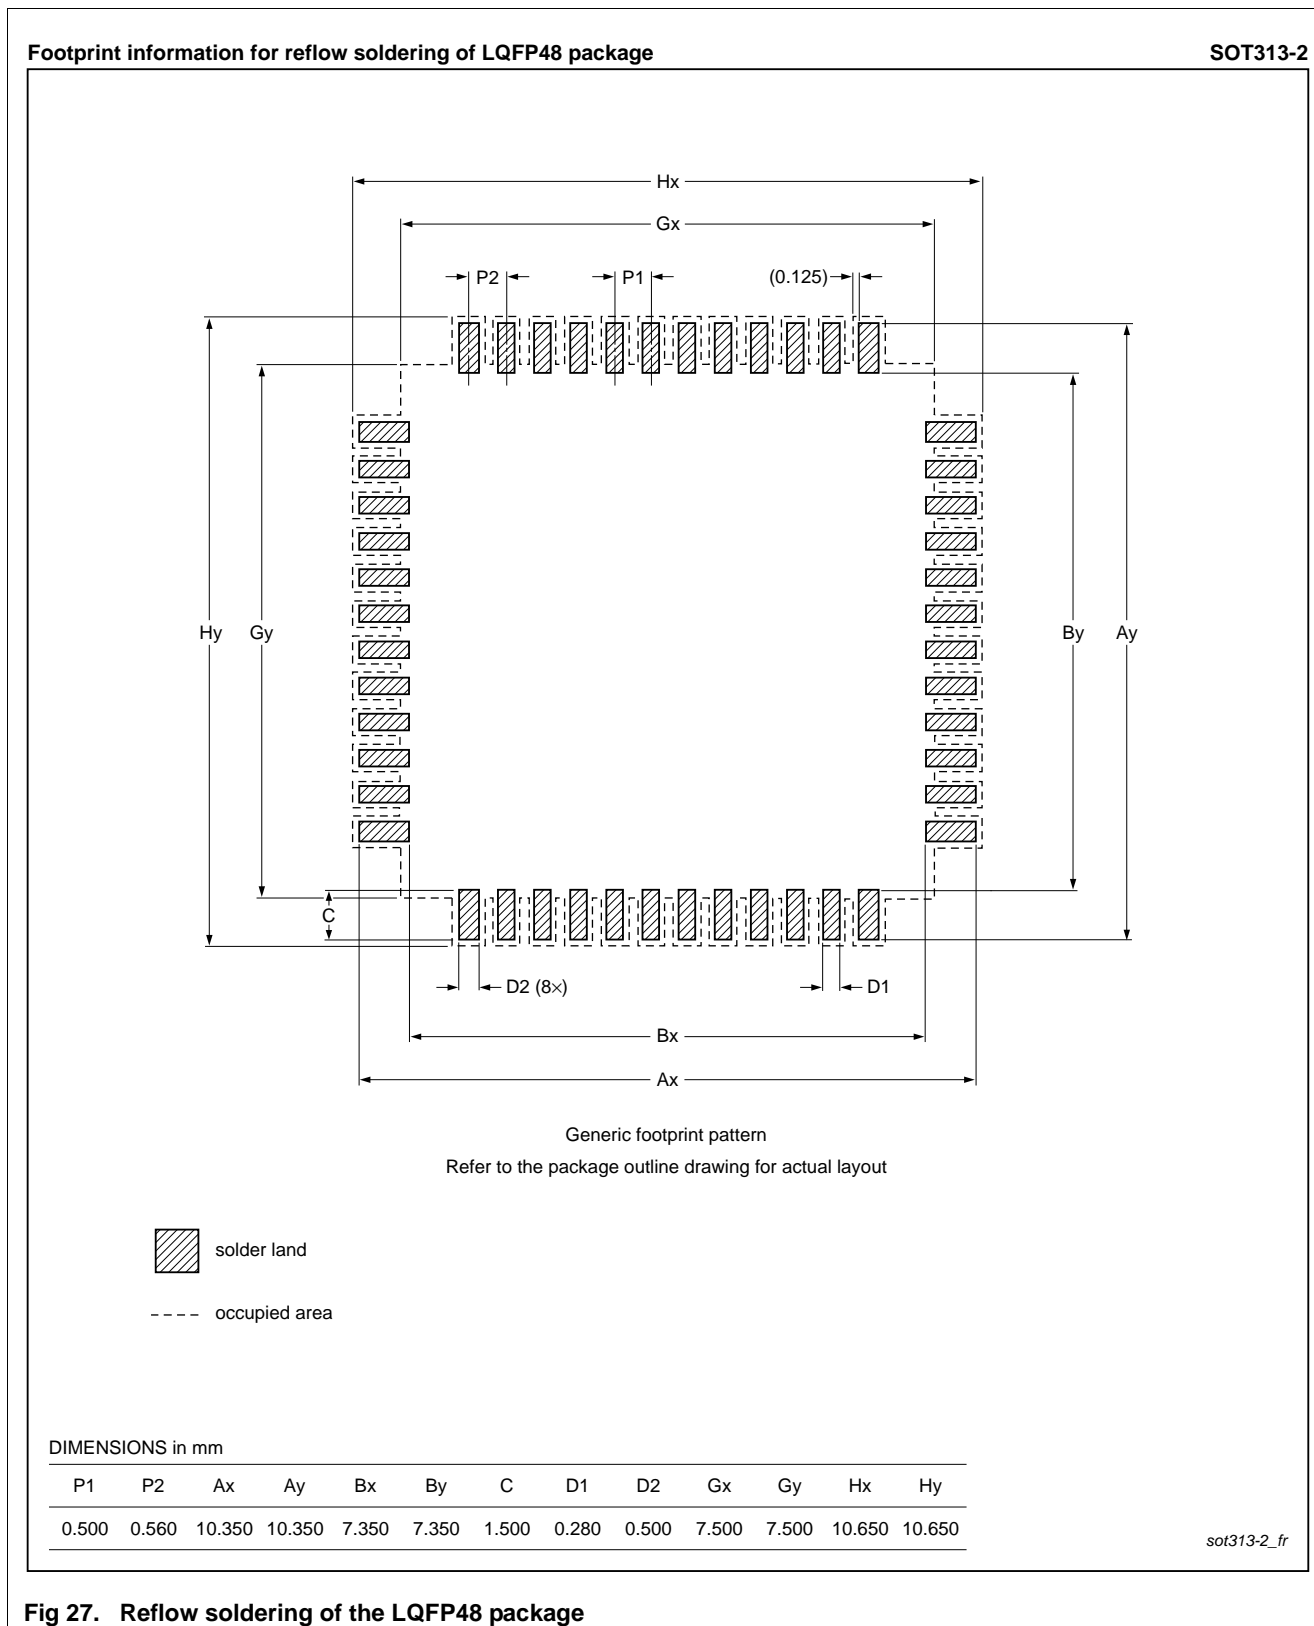 Footprint information for reflow soldering of LQFP48 package SOT313-2
Hx
Gx
P2 P1 (0.125)
Hy Gy By Ay
C
D2 (8×) D1
Bx
Ax
Generic footprint pattern
Refer to the package outline drawing for actual layout
solder land
occupied area
DIMENSIONS in mm
P1 P2 Ax Ay Bx By C D1 D2 Gx Gy Hx Hy
0.500 0.560 10.350 10.350 7.350 7.350 1.500 0.280 0.500 7.500 7.500 10.650 10.650
sot313-2_fr
Fig 27. Reflow soldering of the LQFP48 package